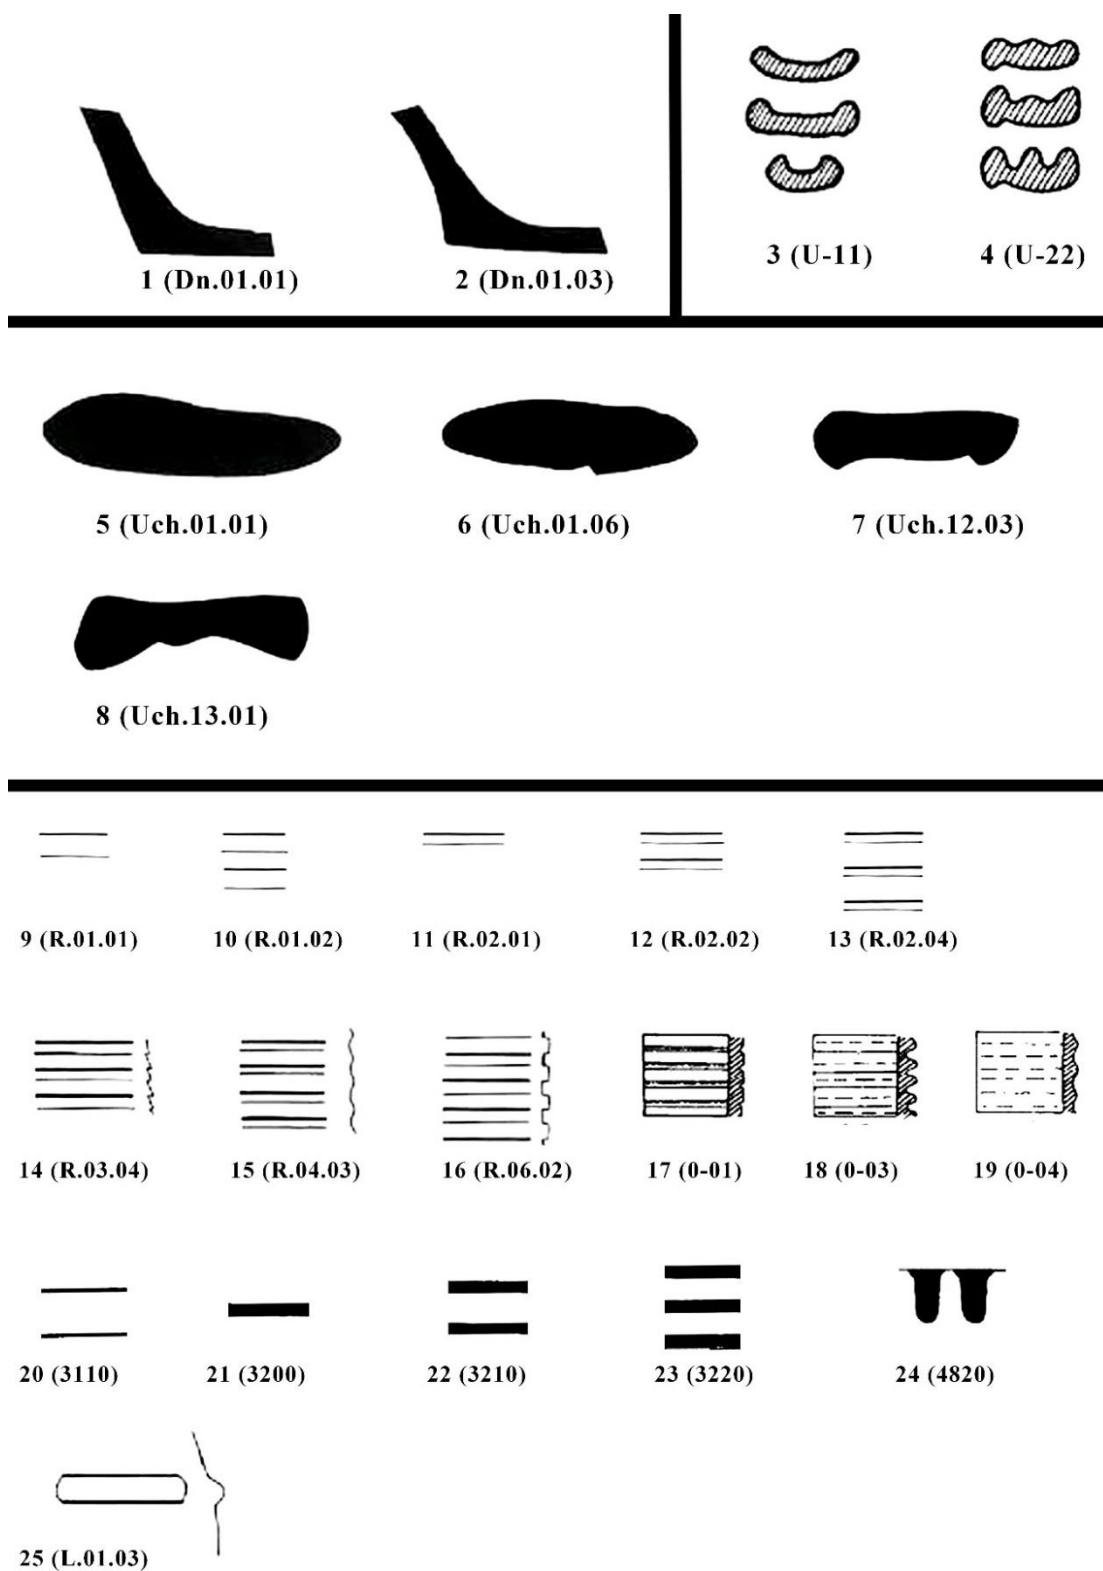 1 (Dn.01.01) 2 (Dn.01.03) 3 (U-11) 4 (U-22)
5 (Uch.01.01) 6 (Uch.01.06) 7 (Uch.12.03)
8 (Uch.13.01)
9 (R.01.01) 10 (R.01.02) 11 (R.02.01) 12 (R.02.02) 13 (R.02.04)
14 (R.03.04) 15 (R.04.03) 16 (R.06.02) 17 (0-01) 18 (0-03) 19 (0-04)
20 (3110) 21 (3200) 22 (3210) 23 (3220) 24 (4820)
25 (L.01.03)